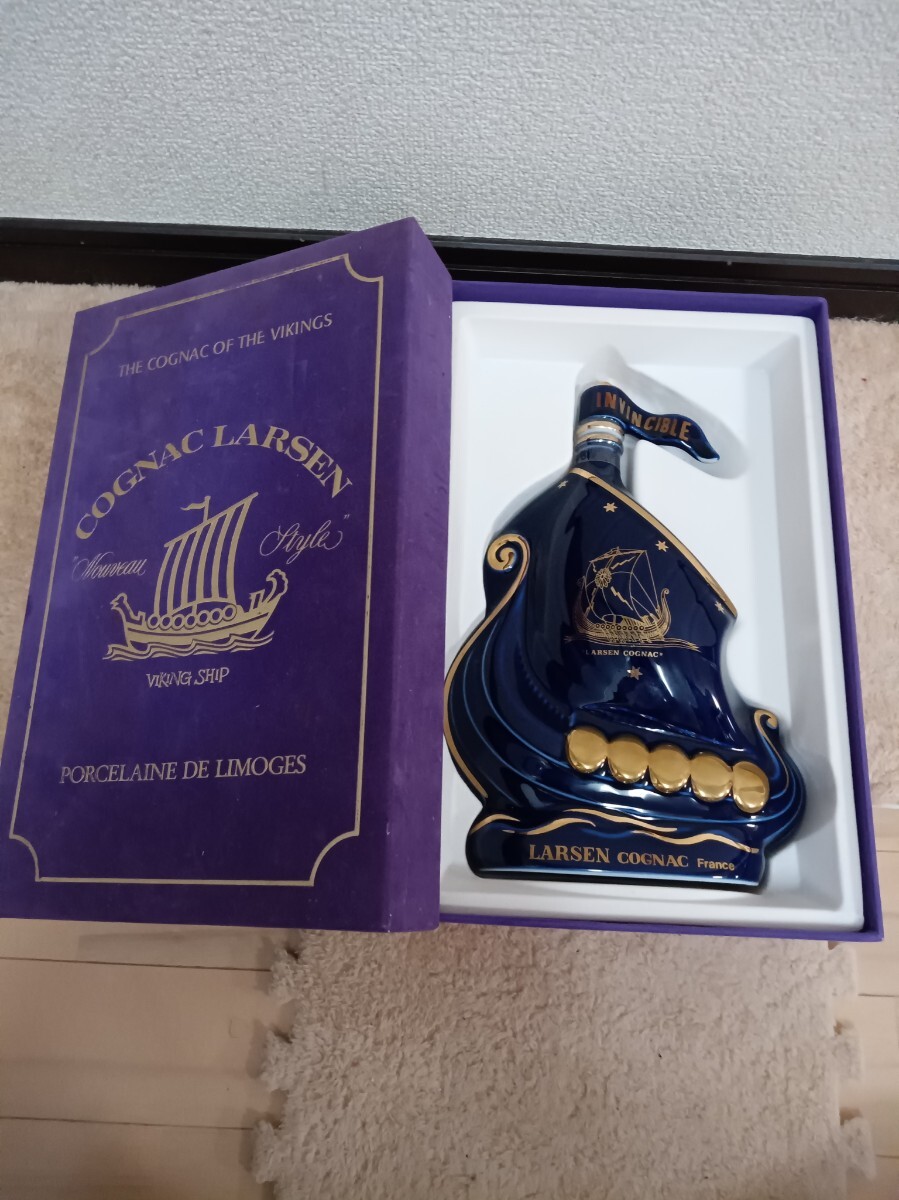 THE COGNAC OF THE VIKINGS
COGNAC LARSEN
"Nouveau Style"
VIKING SHIP
PORCELAINE DE LIMOGES
INVINCIBLE
LARSEN COGNAC
LARSEN COGNAC France